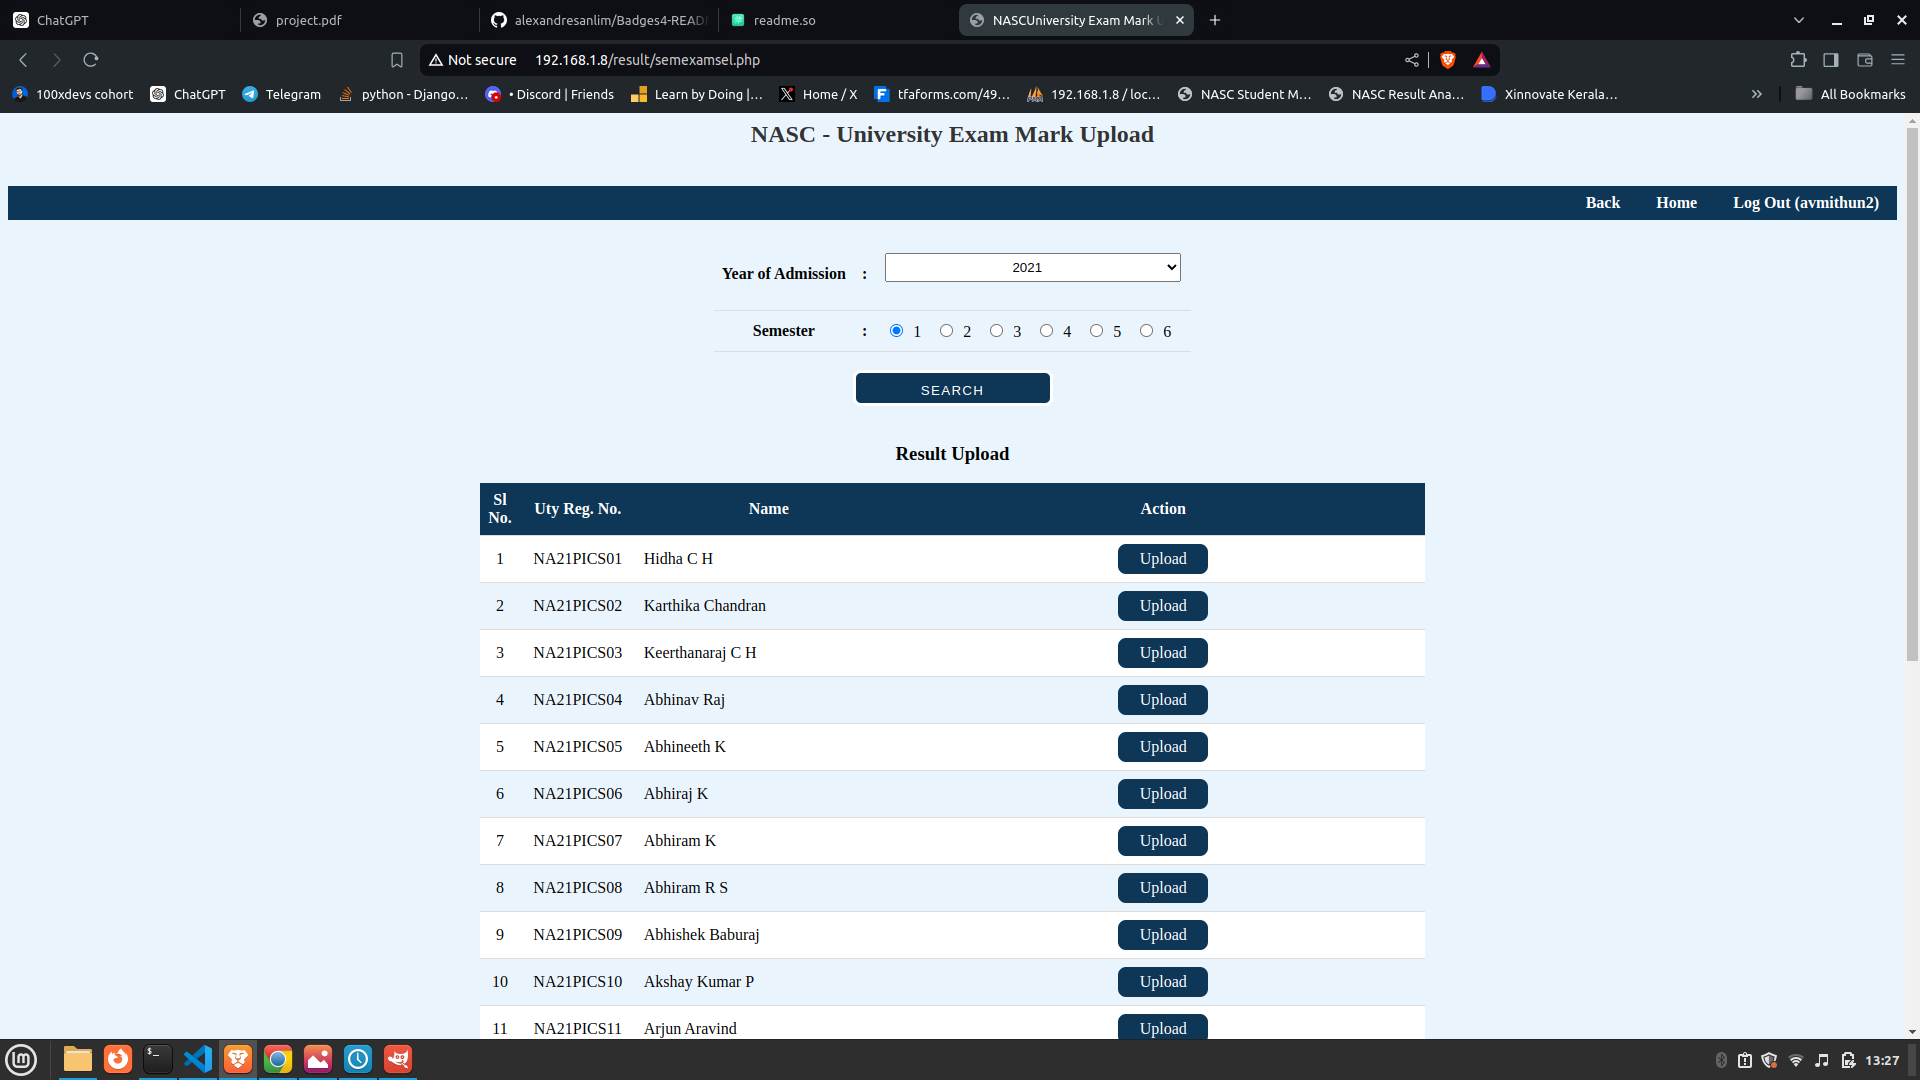 ChatGPT
project.pdf
alexandresanlim/Badges4-READ
readme.so
NASCUniversity Exam Mark U
Not secure 192.168.1.8/result/semexamsel.php
100xdevs cohort ChatGPT Telegram python - Django... • Discord | Friends Learn by Doing |... Home / X tfaforms.com/49... 192.168.1.8 / loc... NASC Student M... NASC Result Ana... Xinnovate Kerala... All Bookmarks
NASC - University Exam Mark Upload
Back Home Log Out (avmithun2)
Year of Admission : 2021
Semester : 1 2 3 4 5 6
SEARCH
Result Upload
Sl No. Uty Reg. No. Name Action
1 NA21PICS01 Hidha C H Upload
2 NA21PICS02 Karthika Chandran Upload
3 NA21PICS03 Keerthanaraj C H Upload
4 NA21PICS04 Abhinav Raj Upload
5 NA21PICS05 Abhineeth K Upload
6 NA21PICS06 Abhiraj K Upload
7 NA21PICS07 Abhiram K Upload
8 NA21PICS08 Abhiram R S Upload
9 NA21PICS09 Abhishek Baburaj Upload
10 NA21PICS10 Akshay Kumar P Upload
11 NA21PICS11 Arjun Aravind Upload
13:27